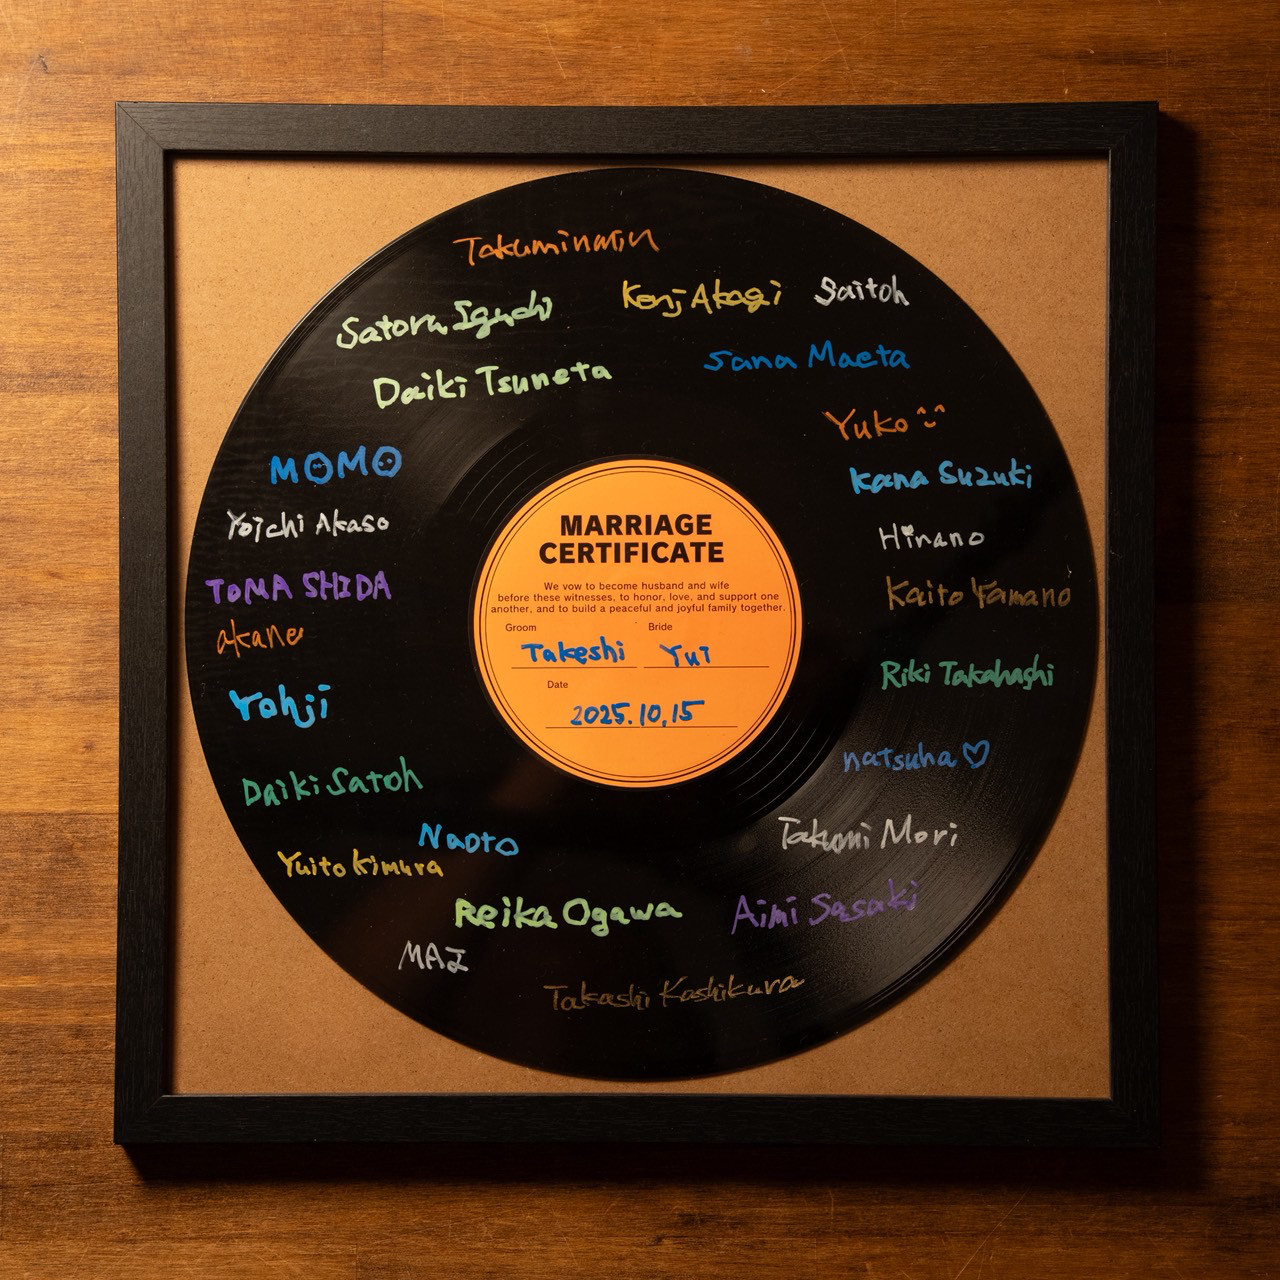 Satoru Iguchi
Kenj Akagi
Saitoh
Daiki Tsuneta
Sana Maeta
Yuko
MOMO
Kana Suzuki
Yoichi Akaso
Hinano
TOMA SHIDA
Kaito Yamano
akane
Riki Takahashi
Yohji
natsuha♡
Daiki Satoh
Naoto
Takumi Mori
Yuito Kimura
Reika Ogawa
Aimi Sasaki
MAI
Takashi Kashikura
MARRIAGE
CERTIFICATE
We vow to become husband and wife
before these witnesses, to honor, love, and support one
another, and to build a peaceful and joyful family together.
Groom Bride
Takeshi Yui
Date
2025.10.15